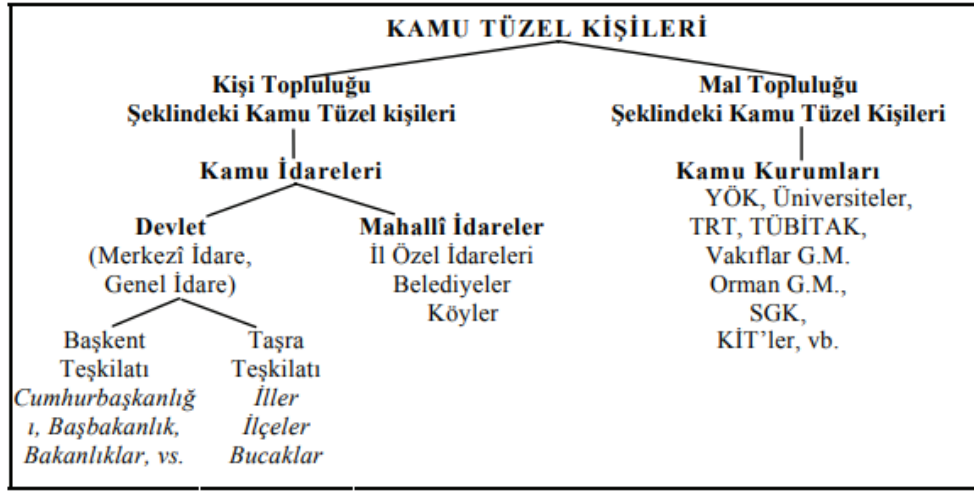 KAMU TÜZEL KİŞİLERİ
Kişi Topluluğu
Şeklindeki Kamu Tüzel kişileri
Kamu İdareleri
Devlet
(Merkezî İdare,
Genel İdare)
Başkent
Teşkilatı
Cumhurbaşkanlığ
ı, Başbakanlık,
Bakanlıklar, vs.
Taşra
Teşkilatı
İller
İlçeler
Bucaklar
Mahallî İdareler
İl Özel İdareleri
Belediyeler
Köyler
Mal Topluluğu
Şeklindeki Kamu Tüzel Kişileri
Kamu Kurumları
YÖK, Üniversiteler,
TRT, TÜBİTAK,
Vakıflar G.M.
Orman G.M.,
SGK,
KİT’ler, vb.